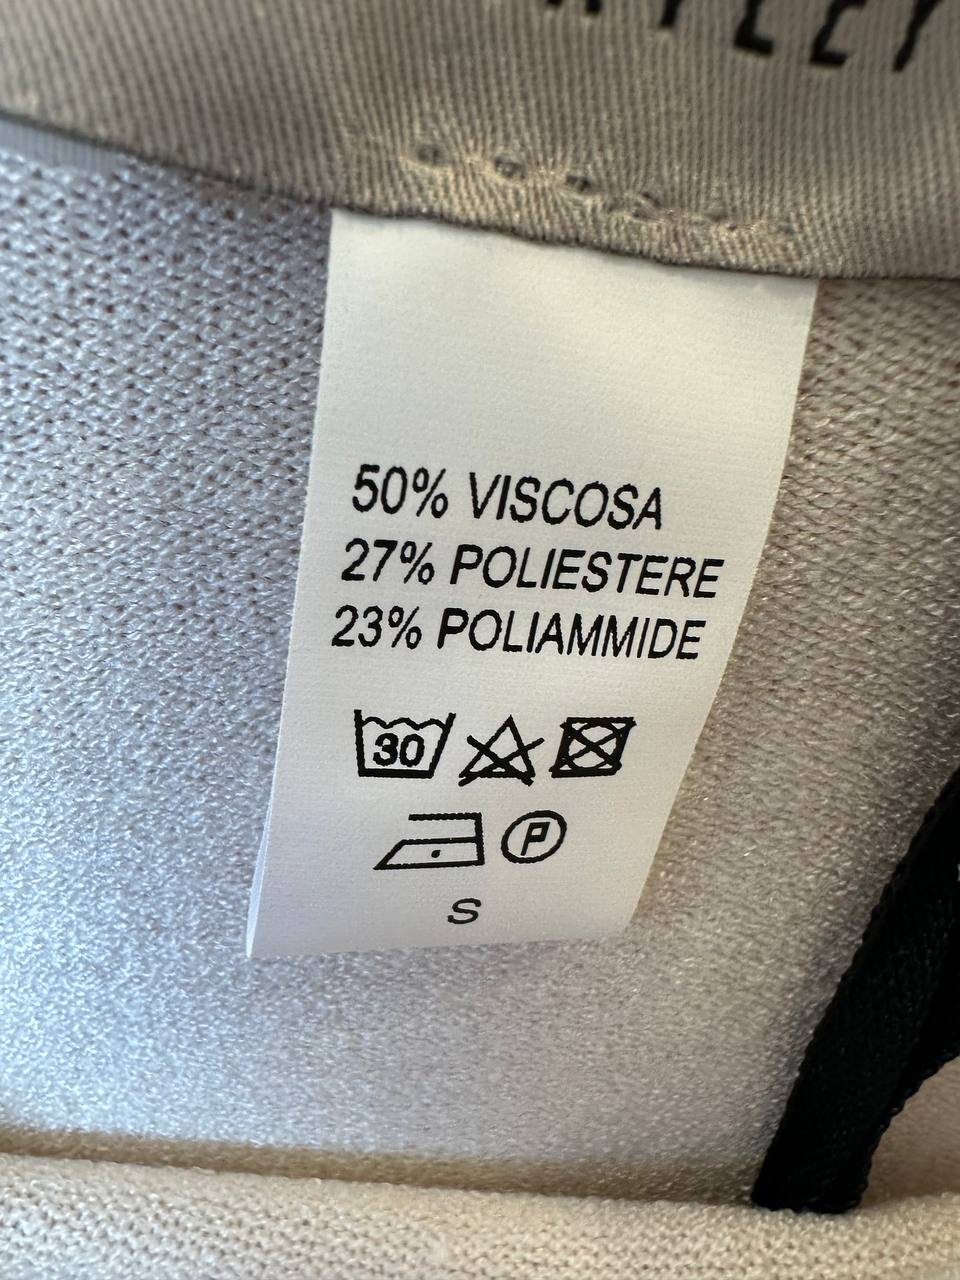 50% VISCOSA
27% POLIESTERE
23% POLIAMMIDE
30
P
S